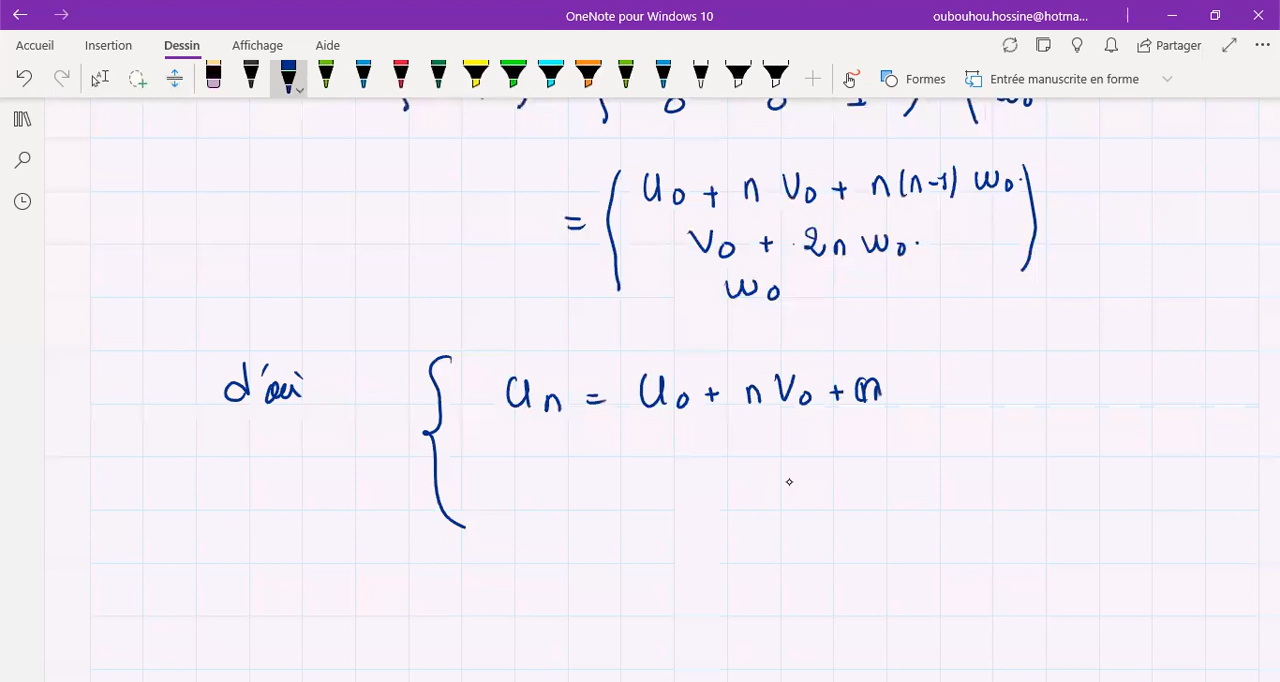 OneNote pour Windows 10
oubouhou.hossine@hotma...
Accueil Insertion Dessin Affichage Aide Partager
Formes Entrée manuscrite en forme
= ( u₀ + n v₀ + n(n-1) w₀
v₀ + 2n w₀
w₀ )
d'où { uₙ = u₀ + n v₀ + n